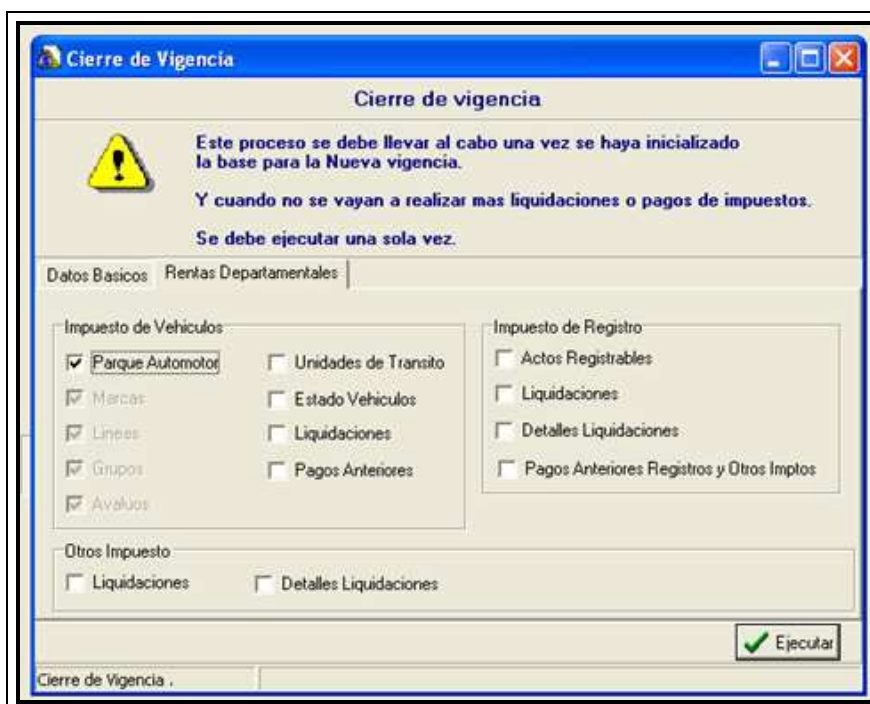 Cierre de Vigencia
Cierre de vigencia
Este proceso se debe llevar al cabo una vez se haya inicializado
la base para la Nueva vigencia.
Y cuando no se vayan a realizar mas liquidaciones o pagos de impuestos.
Se debe ejecutar una sola vez.
Datos Basicos Rentas Departamentales
Impuesto de Vehiculos
Parque Automotor Unidades de Transito
Marcas Estado Vehiculos
Lineas Liquidaciones
Grupos Pagos Anteriores
Avaluos
Impuesto de Registro
Actos Registrables
Liquidaciones
Detalles Liquidaciones
Pagos Anteriores Registros y Otros Imptos
Otros Impuesto
Liquidaciones Detalles Liquidaciones
Ejecutar
Cierre de Vigencia .